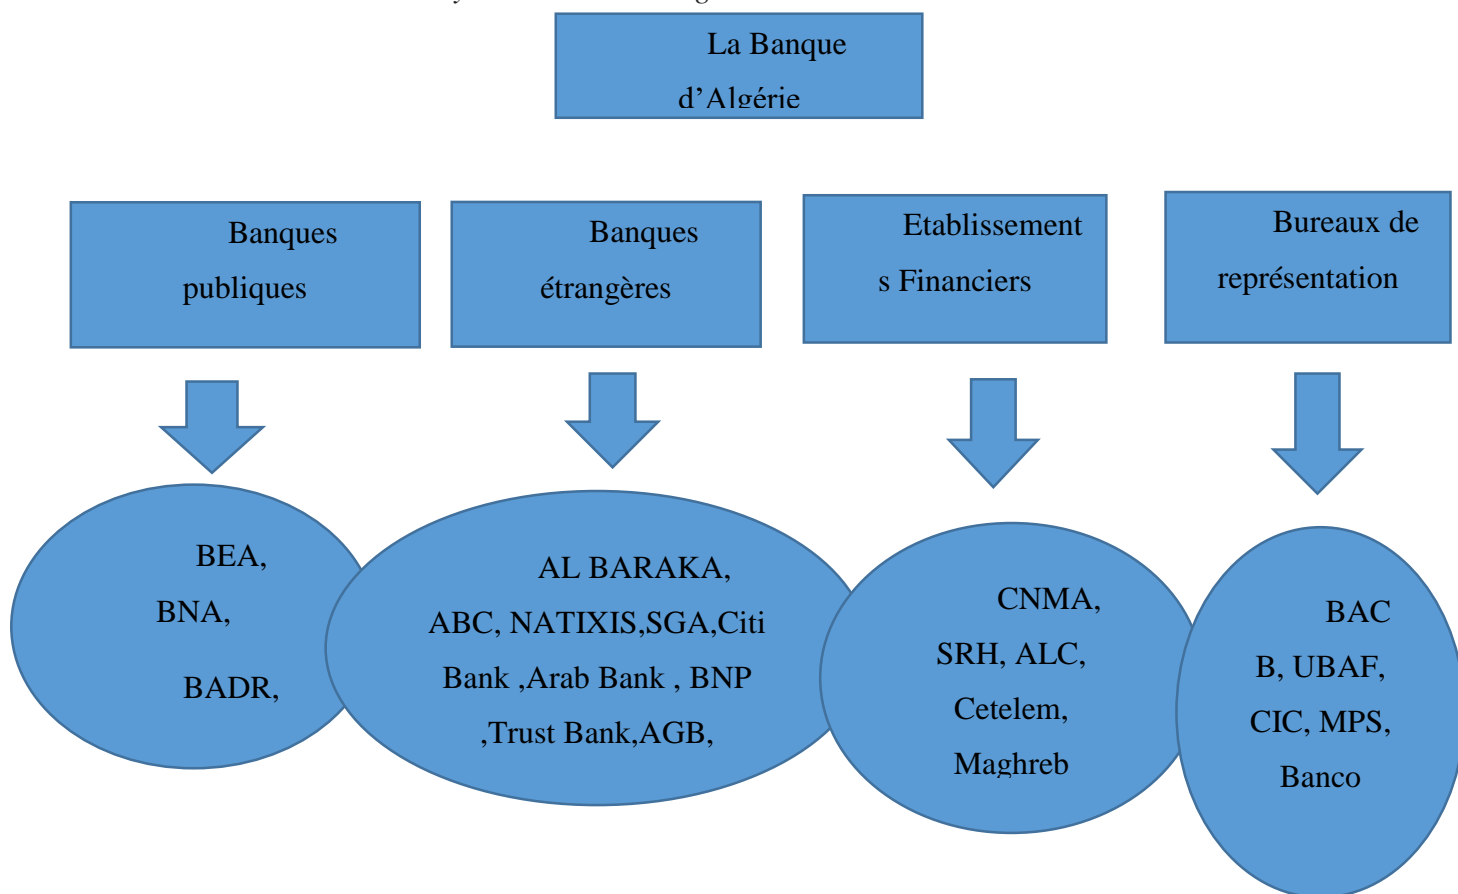 La Banque
d’Algérie
Banques
publiques
Banques
étrangères
Etablissement
s Financiers
Bureaux de
représentation
BEA,
BNA,
BADR,
AL BARAKA,
ABC, NATIXIS,SGA,Citi
Bank ,Arab Bank , BNP
,Trust Bank,AGB,
CNMA,
SRH, ALC,
Cetelem,
Maghreb
BAC
B, UBAF,
CIC, MPS,
Banco